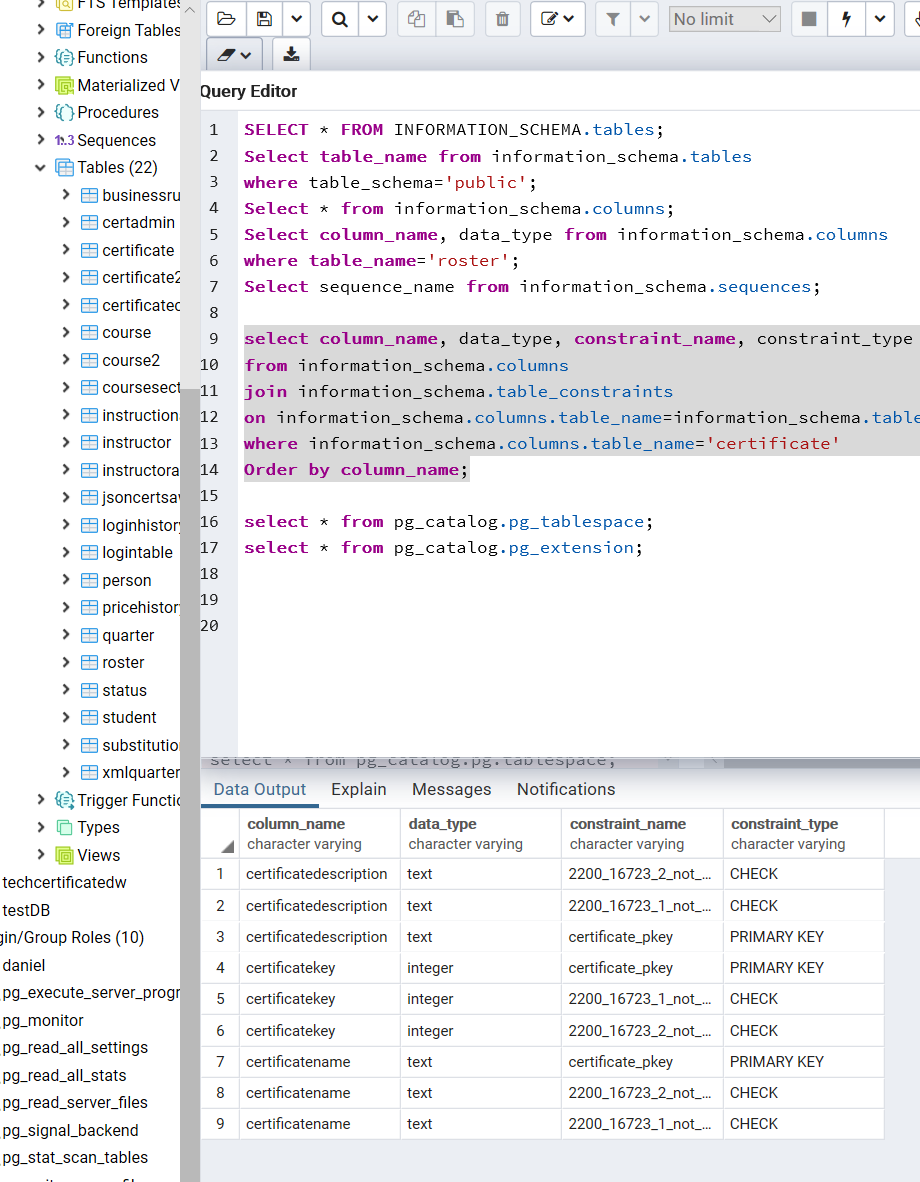 FTS Templates
Foreign Tables
Functions
Materialized V
Procedures
1..3 Sequences
Tables (22)
businessru
certadmin
certificate
certificate2
certificatec
course
course2
coursesect
instruction
instructor
instructora
jsoncertsa
loginhistory
logintable
person
pricehistor
quarter
roster
status
student
substitutio
xmlquarter
Trigger Functio
Types
Views
techcertificatedw
testDB
gin/Group Roles (10)
daniel
pg_execute_server_progr
pg_monitor
pg_read_all_settings
pg_read_all_stats
pg_read_server_files
pg_signal_backend
pg_stat_scan_tables
No limit
Query Editor
1 SELECT * FROM INFORMATION_SCHEMA.tables;
2 Select table_name from information_schema.tables
3 where table_schema='public';
4 Select * from information_schema.columns;
5 Select column_name, data_type from information_schema.columns
6 where table_name='roster';
7 Select sequence_name from information_schema.sequences;
8
9 select column_name, data_type, constraint_name, constraint_type
10 from information_schema.columns
11 join information_schema.table_constraints
12 on information_schema.columns.table_name=information_schema.table
13 where information_schema.columns.table_name='certificate'
14 Order by column_name;
15
16 select * from pg_catalog.pg_tablespace;
17 select * from pg_catalog.pg_extension;
18
19
20
select * from pg_catalog.pg.tablespace;
Data Output Explain Messages Notifications
column_name data_type constraint_name constraint_type
character varying character varying character varying character varying
1 certificatedescription text 2200_16723_2_not_... CHECK
2 certificatedescription text 2200_16723_1_not_... CHECK
3 certificatedescription text certificate_pkey PRIMARY KEY
4 certificatekey integer certificate_pkey PRIMARY KEY
5 certificatekey integer 2200_16723_1_not_... CHECK
6 certificatekey integer 2200_16723_2_not_... CHECK
7 certificatename text certificate_pkey PRIMARY KEY
8 certificatename text 2200_16723_2_not_... CHECK
9 certificatename text 2200_16723_1_not_... CHECK